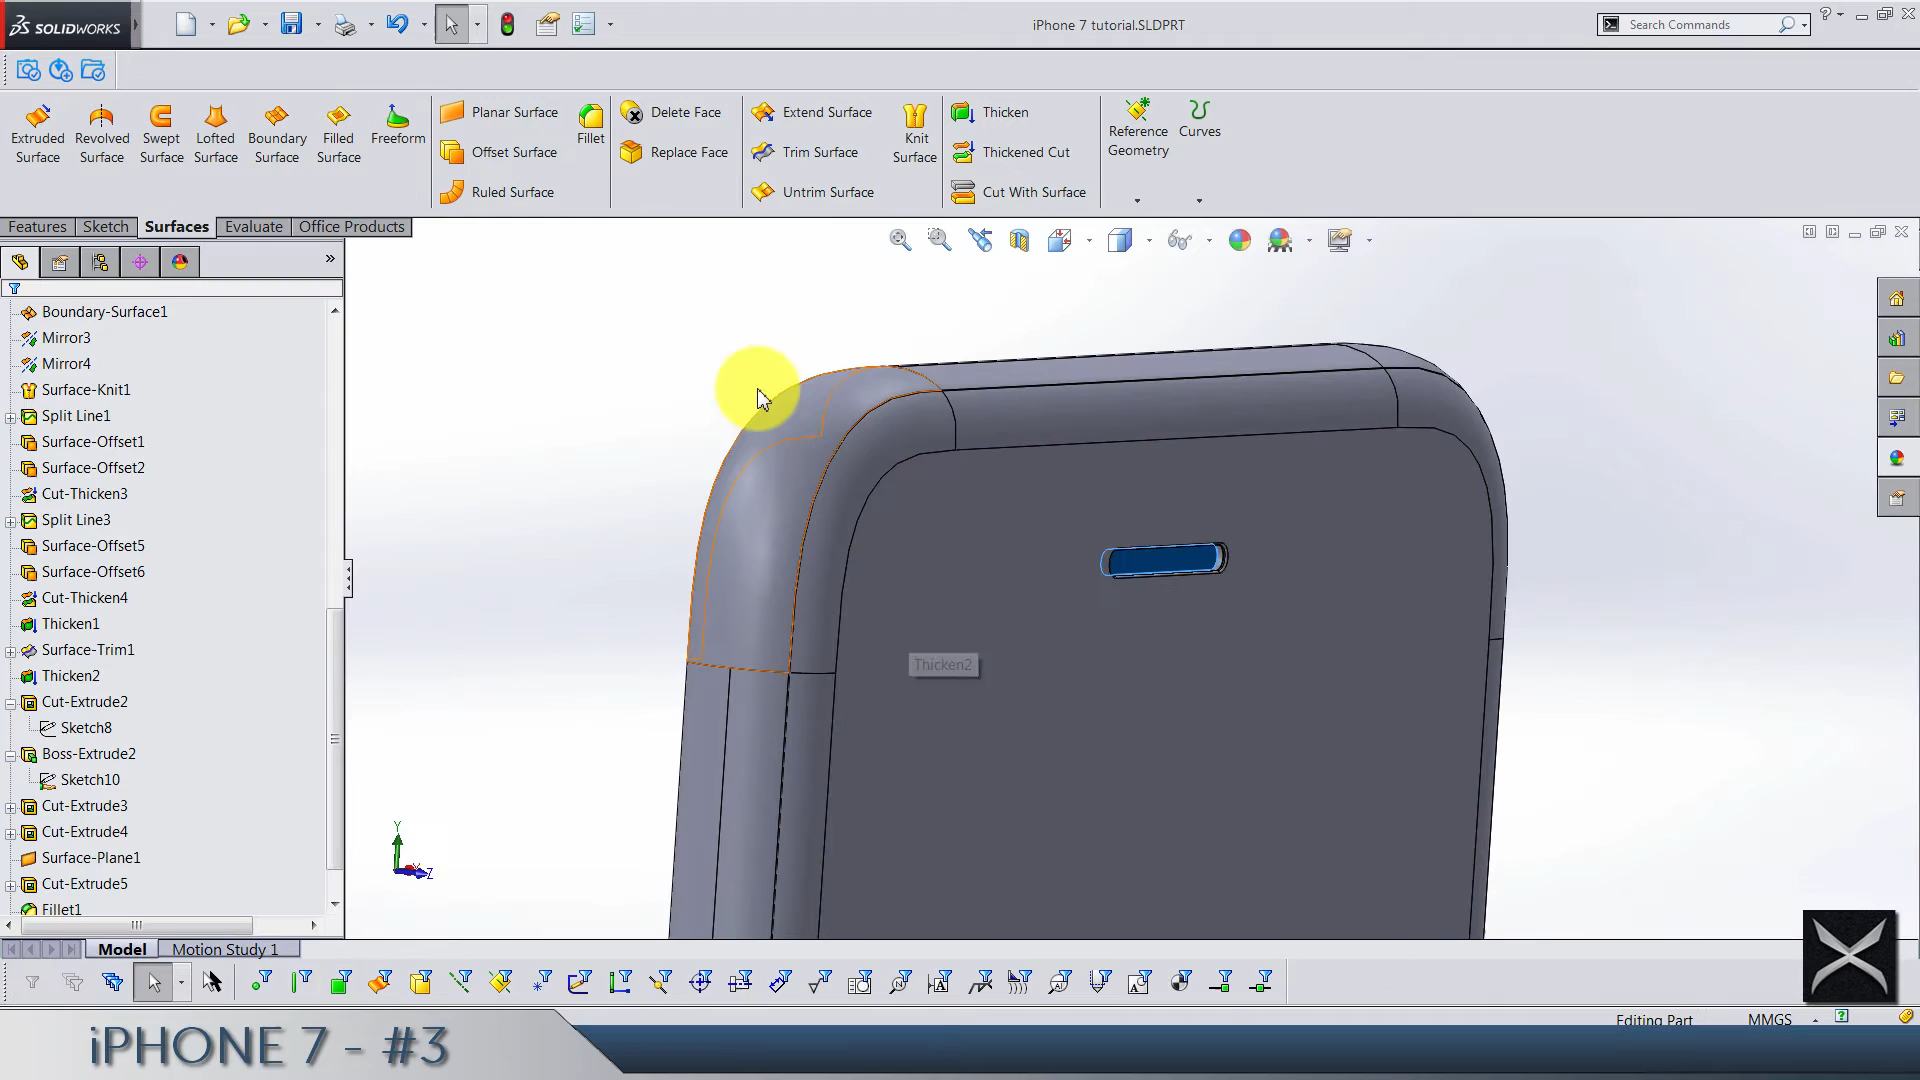 SOLIDWORKS
iPhone 7 tutorial.SLDPRT
Search Commands
Extruded Surface
Revolved Surface
Swept Surface
Lofted Surface
Boundary Surface
Filled Surface
Freeform
Planar Surface
Offset Surface
Ruled Surface
Fillet
Delete Face
Replace Face
Extend Surface
Trim Surface
Untrim Surface
Knit Surface
Thicken
Thickened Cut
Cut With Surface
Reference Geometry
Curves
Features
Sketch
Surfaces
Evaluate
Office Products
Boundary-Surface1
Mirror3
Mirror4
Surface-Knit1
Split Line1
Surface-Offset1
Surface-Offset2
Cut-Thicken3
Split Line3
Surface-Offset5
Surface-Offset6
Cut-Thicken4
Thicken1
Surface-Trim1
Thicken2
Cut-Extrude2
Sketch8
Boss-Extrude2
Sketch10
Cut-Extrude3
Cut-Extrude4
Surface-Plane1
Cut-Extrude5
Fillet1
Thicken2
Y
X
Z
Model
Motion Study 1
Editing Part
MMGS
iPHONE 7 - #3